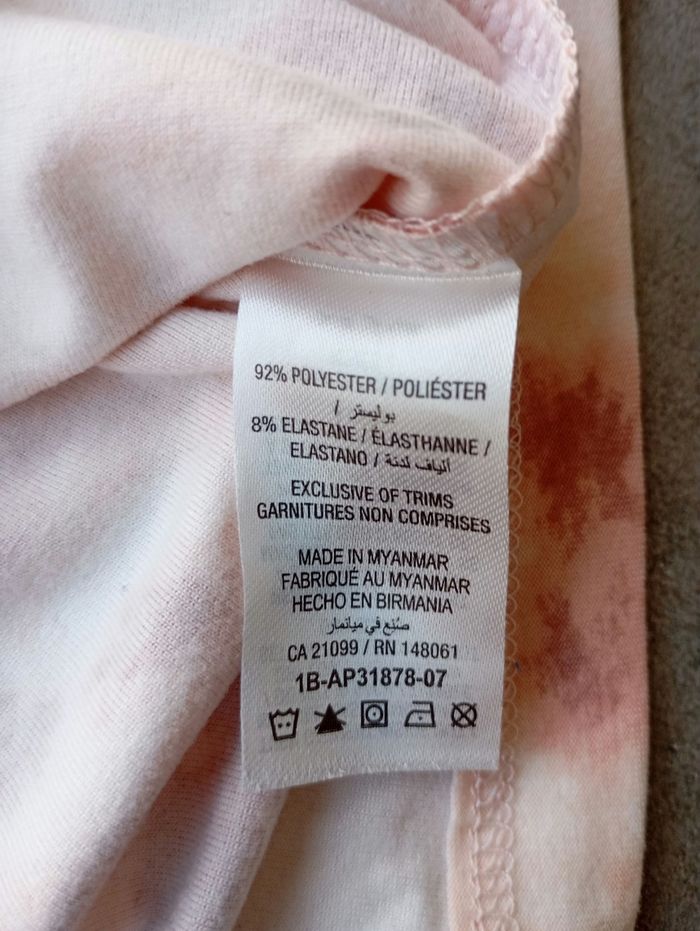 92% POLYESTER / POLIÉSTER
/ بوليستر
8% ELASTANE / ÉLASTHANNE /
ELASTANO / ألياف لدنة
EXCLUSIVE OF TRIMS
GARNITURES NON COMPRISES
MADE IN MYANMAR
FABRIQUÉ AU MYANMAR
HECHO EN BIRMANIA
صُنِع في ميانمار
CA 21099 / RN 148061
1B-AP31878-07